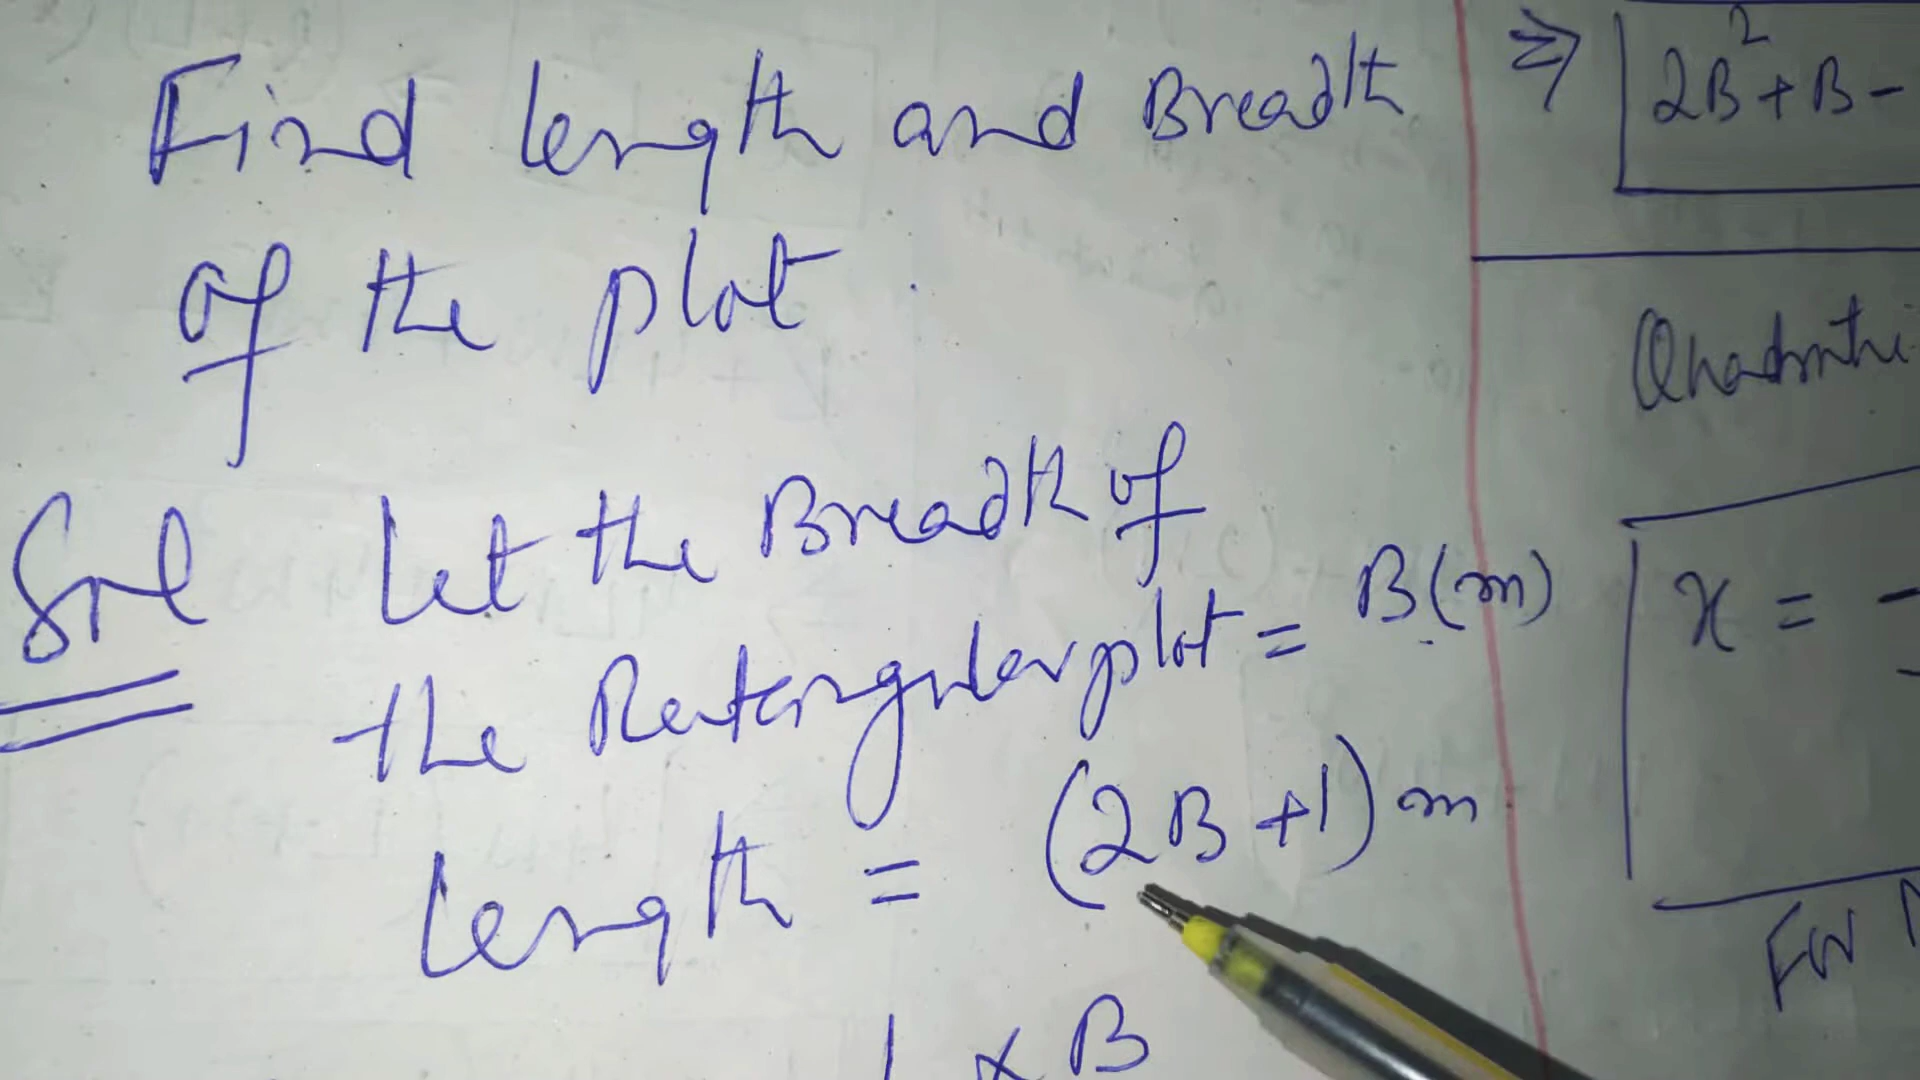 Find length and Breadth
of the plot
Sol Let the Breadth of
the Rectangular plot = B(m)
length = (2B+1) m
l × B
⇒ 2B²+B-
x = -
For